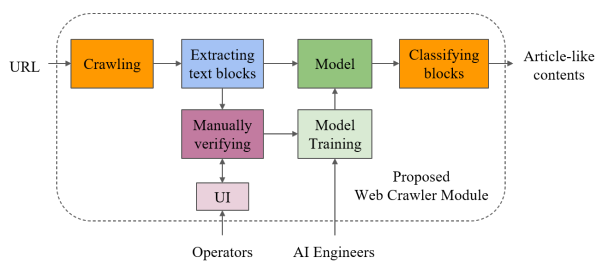 URL
Crawling
Extracting
text blocks
Model
Classifying
blocks
Article-like
contents
Manually
verifying
Model
Training
UI
Proposed
Web Crawler Module
Operators
AI Engineers